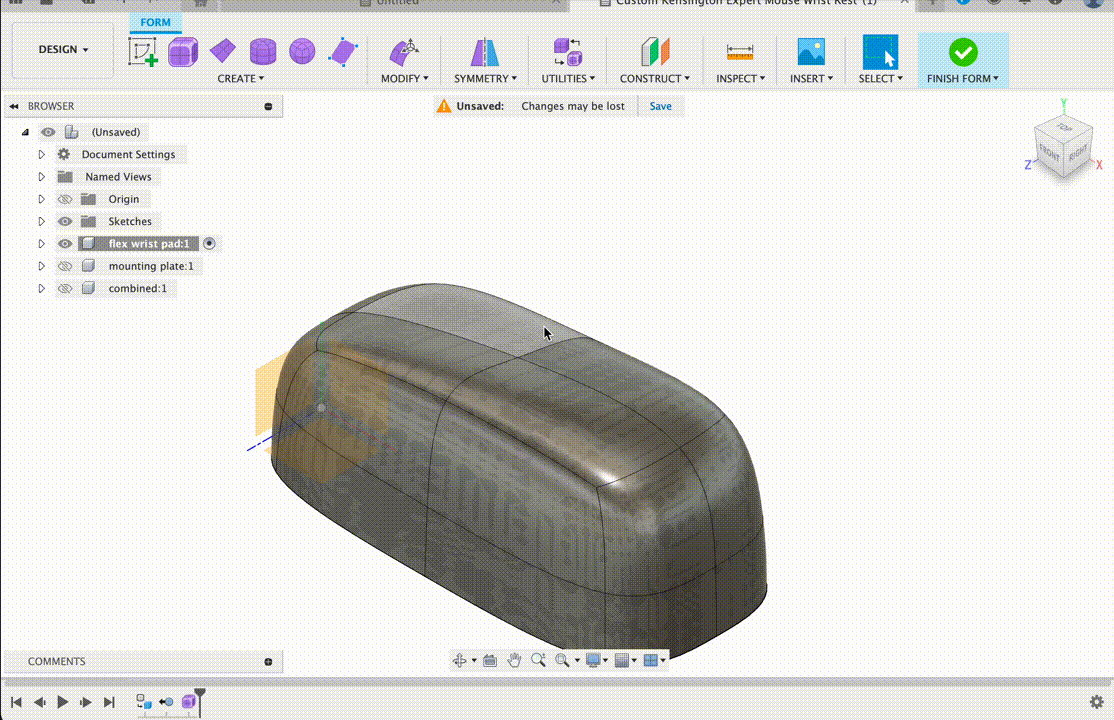 Untitled
Custom Kensington Expert Mouse Wrist Rest (1)
FORM
DESIGN
CREATE
MODIFY
SYMMETRY
UTILITIES
CONSTRUCT
INSPECT
INSERT
SELECT
FINISH FORM
BROWSER
Unsaved: Changes may be lost Save
(Unsaved)
Document Settings
Named Views
Origin
Sketches
flex wrist pad:1
mounting plate:1
combined:1
Y
TOP
FRONT
RIGHT
Z
X
COMMENTS